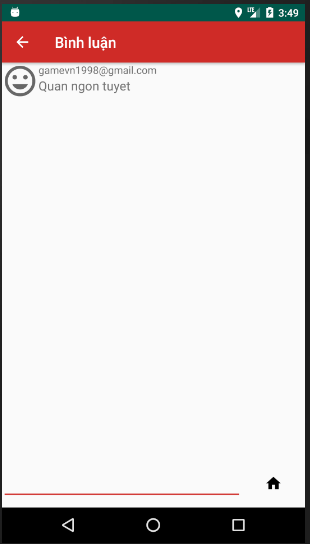 3:49
Bình luận
gamevn1998@gmail.com
Quan ngon tuyet